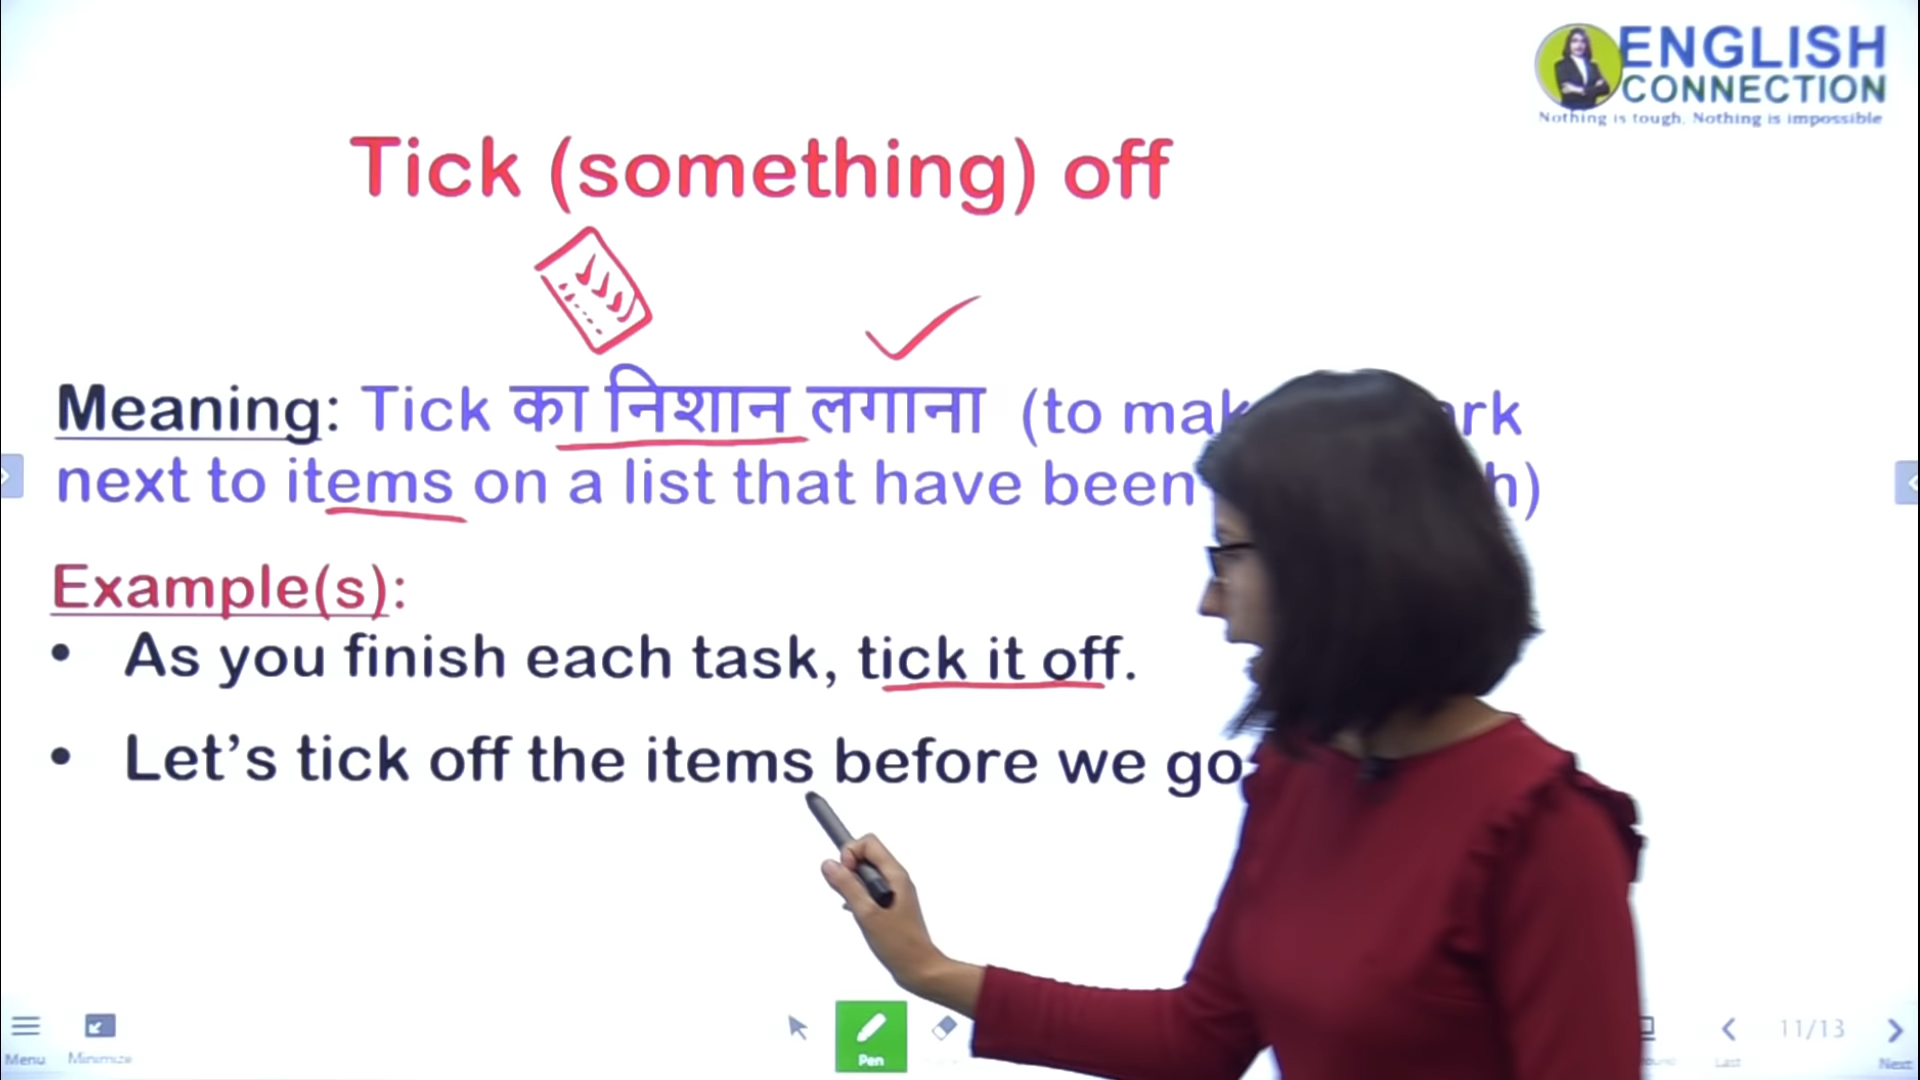 ENGLISH
CONNECTION
Nothing is tough, Nothing is impossible
Tick (something) off
Meaning: Tick का निशान लगाना (to
next to items on a list that have been
Example(s):
• As you finish each task, tick it off.
• Let's tick off the items before we go
Menu
Minimize
Pen
Last
11/13
Next